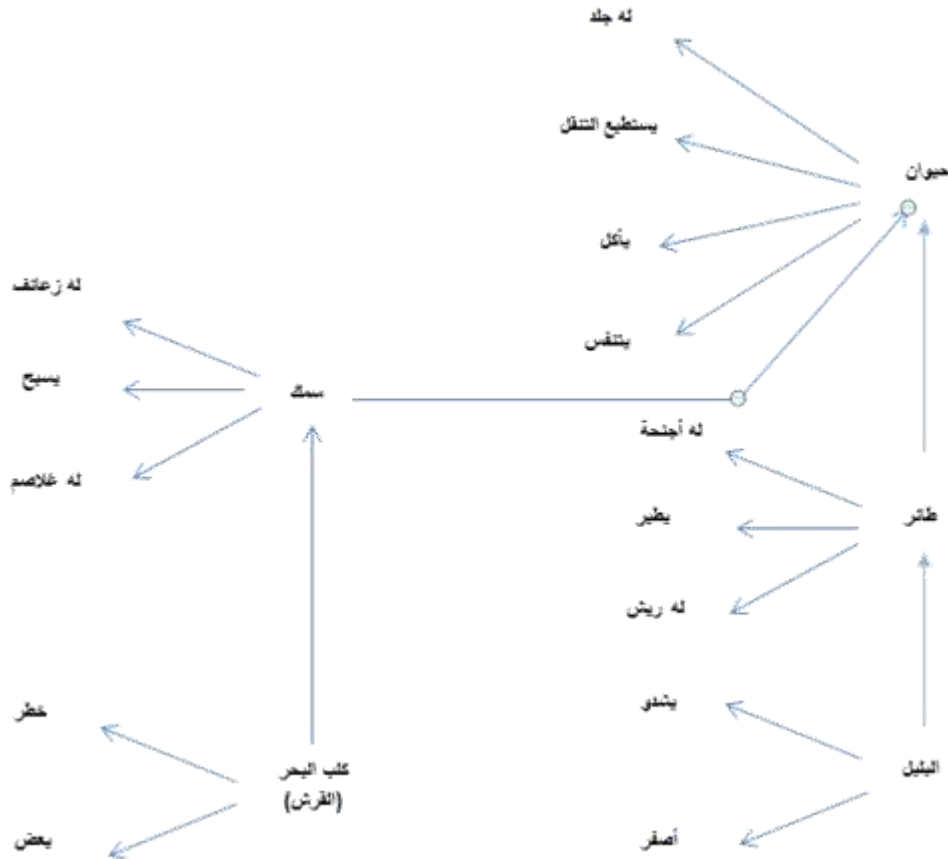 له جلد
يستطيع التنقل
حيوان
يأكل
يتنفس
له زعانف
يسبح
سمك
له غلاصم
له أجنحة
طائر
يطير
له ريش
يشدو
البلبل
أصفر
خطر
كلب البحر
(القرش)
يعض